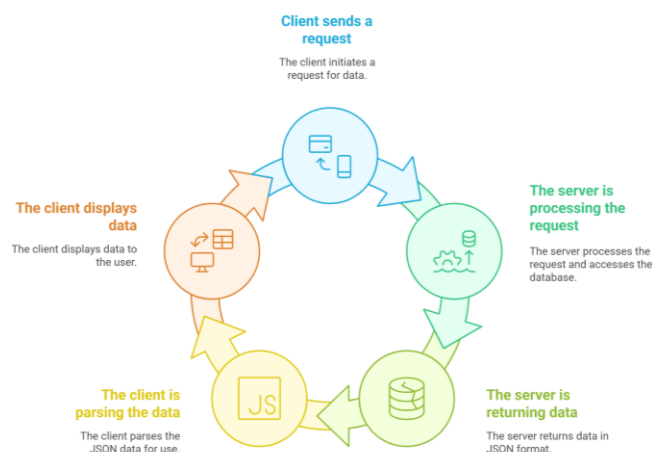 Client sends a
request
The client initiates a
request for data.
The server is
processing the
request
The server processes the
request and accesses the
database.
The server is
returning data
The server returns data in
JSON format.
The client is
parsing the data
The client parses the
JSON data for use.
JS
The client displays
data
The client displays data to
the user.